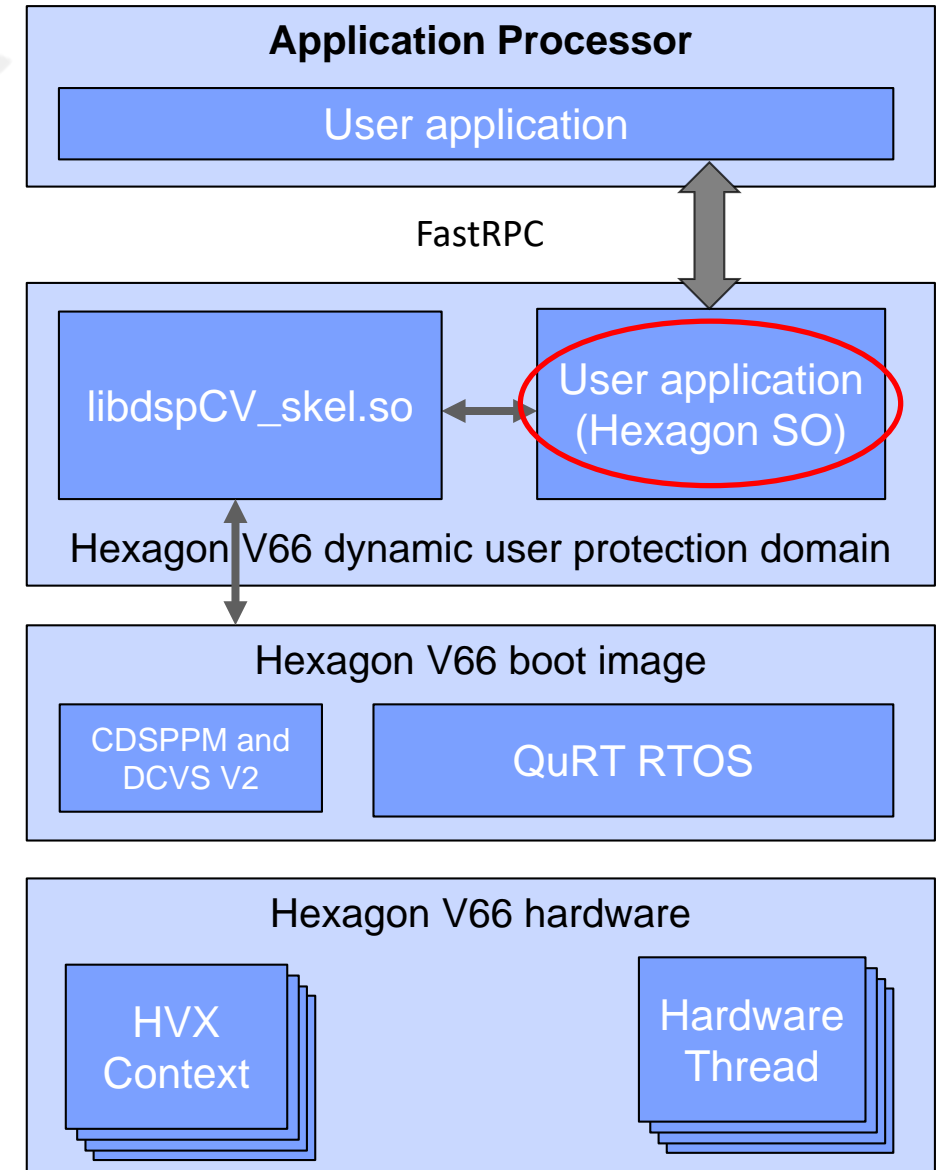 Application Processor
User application
FastRPC
libdspCV_skel.so
User application
(Hexagon SO)
Hexagon V66 dynamic user protection domain
Hexagon V66 boot image
CDSPPM and
DCVS V2
QuRT RTOS
Hexagon V66 hardware
HVX
Context
Hardware
Thread